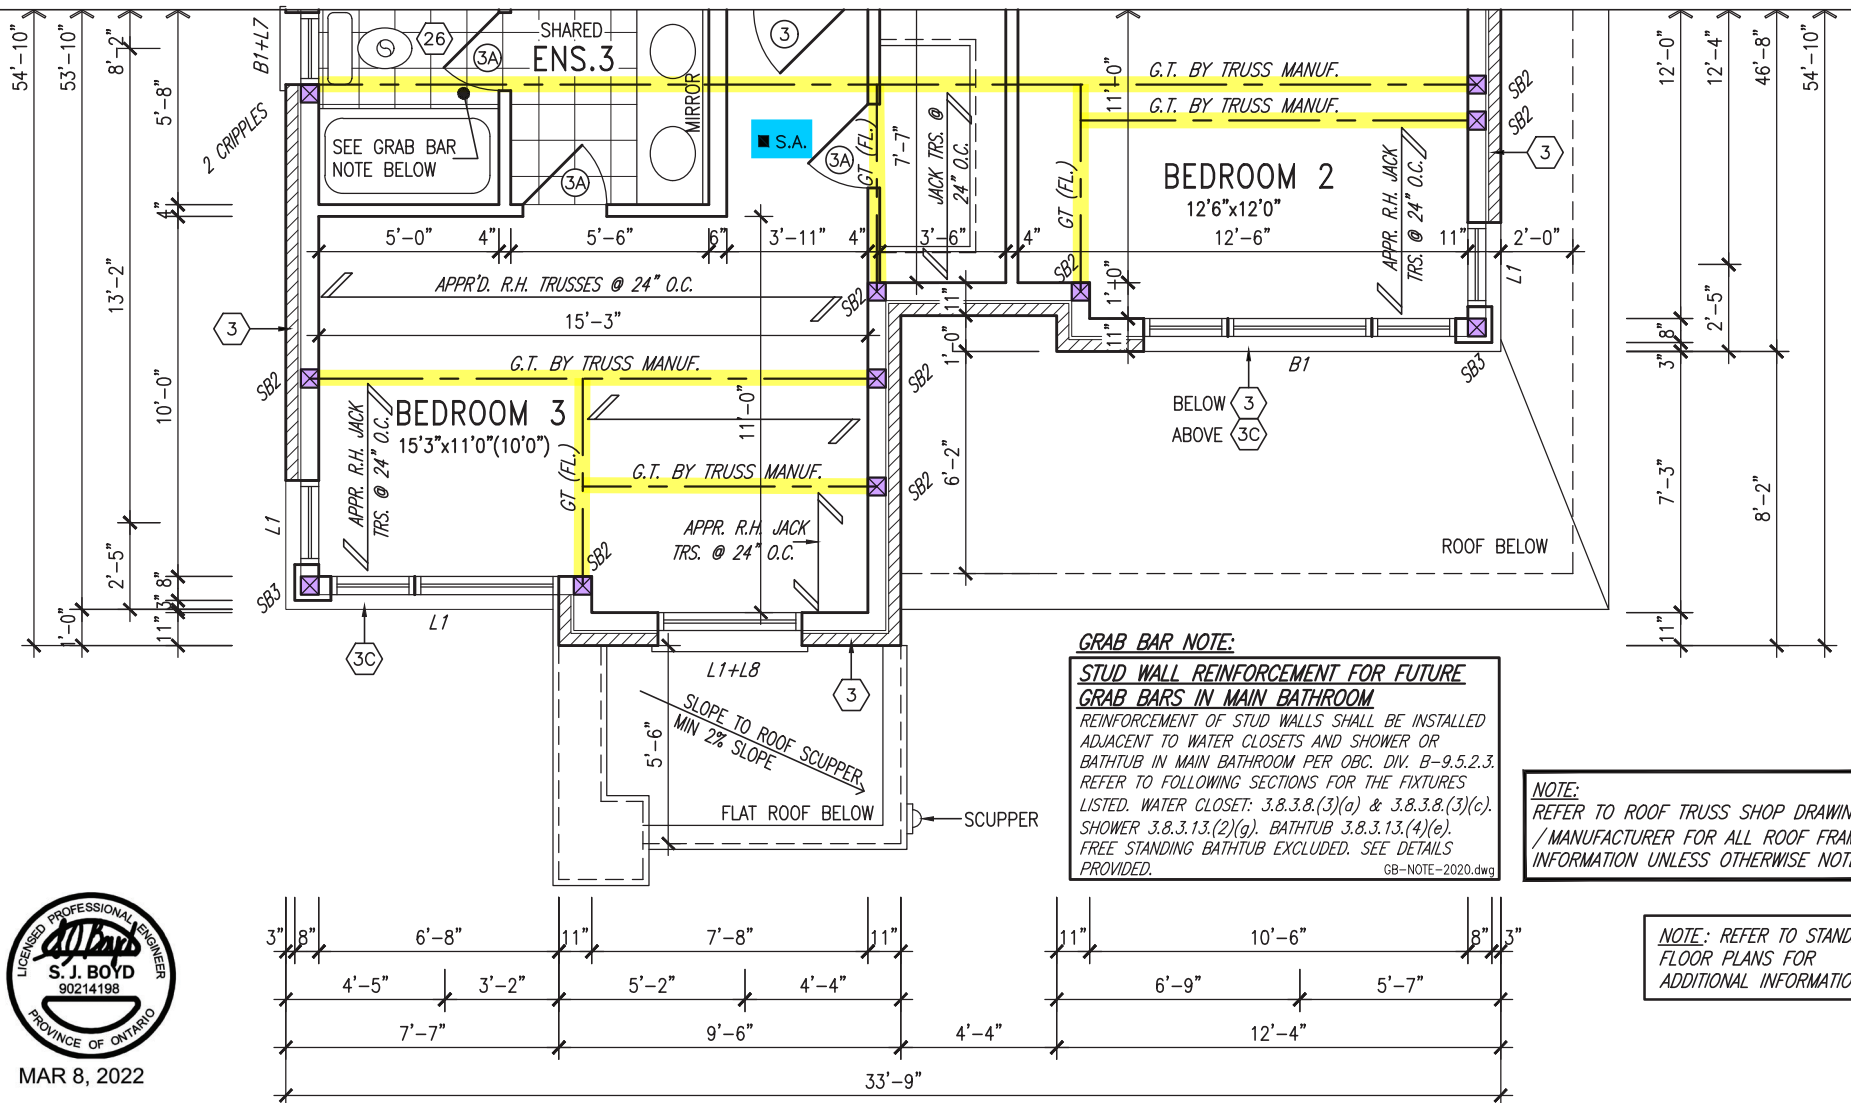 54'-10"
53'-10"
8'-2"
B1+L7
26
3A
SHARED
ENS.3
MIRROR
3
G.T. BY TRUSS MANUF.
G.T. BY TRUSS MANUF.
11'-0"
SB2
SB2
12'-0"
12'-4"
46'-8"
54'-10"
5'-8"
2 CRIPPLES
SEE GRAB BAR
NOTE BELOW
3A
S.A.
3A
GT (FL.)
7'-7"
JACK TRS. @
24" O.C.
GT (FL.)
BEDROOM 2
12'6"x12'0"
APPR. R.H. JACK
TRS. @ 24" O.C.
3
4"
5'-0"
4"
5'-6"
6"
3'-11"
4"
3'-6"
4"
12'-6"
11"
2'-0"
13'-2"
APPR'D. R.H. TRUSSES @ 24" O.C.
15'-3"
SB2
11"
SB2
1'-0"
L1
3
1'-0"
11"
2'-5"
8"
3"
G.T. BY TRUSS MANUF.
SB2
SB2
B1
SB3
10'-0"
BEDROOM 3
15'3"x11'0"(10'0")
APPR. R.H. JACK
TRS. @ 24" O.C.
11'-0"
BELOW 3
ABOVE 3C
GT (FL.)
G.T. BY TRUSS MANUF.
SB2
6'-2"
7'-3"
8'-2"
L1
APPR. R.H. JACK
TRS. @ 24" O.C.
SB2
ROOF BELOW
2'-5"
8"
3"
SB3
1'-0"
11"
L1
3C
L1+L8
3
11"
SLOPE TO ROOF SCUPPER
MIN 2% SLOPE
5'-6"
FLAT ROOF BELOW
SCUPPER
GRAB BAR NOTE:
STUD WALL REINFORCEMENT FOR FUTURE
GRAB BARS IN MAIN BATHROOM
REINFORCEMENT OF STUD WALLS SHALL BE INSTALLED
ADJACENT TO WATER CLOSETS AND SHOWER OR
BATHTUB IN MAIN BATHROOM PER OBC. DIV. B-9.5.2.3.
REFER TO FOLLOWING SECTIONS FOR THE FIXTURES
LISTED. WATER CLOSET: 3.8.3.8.(3)(a) & 3.8.3.8.(3)(c).
SHOWER 3.8.3.13.(2)(g). BATHTUB 3.8.3.13.(4)(e).
FREE STANDING BATHTUB EXCLUDED. SEE DETAILS
PROVIDED.
GB-NOTE-2020.dwg
NOTE:
REFER TO ROOF TRUSS SHOP DRAWIN
/MANUFACTURER FOR ALL ROOF FRAM
INFORMATION UNLESS OTHERWISE NOTE
NOTE: REFER TO STAND
FLOOR PLANS FOR
ADDITIONAL INFORMATIO
LICENSED PROFESSIONAL ENGINEER
S. J. BOYD
90214198
PROVINCE OF ONTARIO
MAR 8, 2022
3"
8"
6'-8"
11"
7'-8"
11"
11"
10'-6"
8"
3"
4'-5"
3'-2"
5'-2"
4'-4"
6'-9"
5'-7"
7'-7"
9'-6"
4'-4"
12'-4"
33'-9"